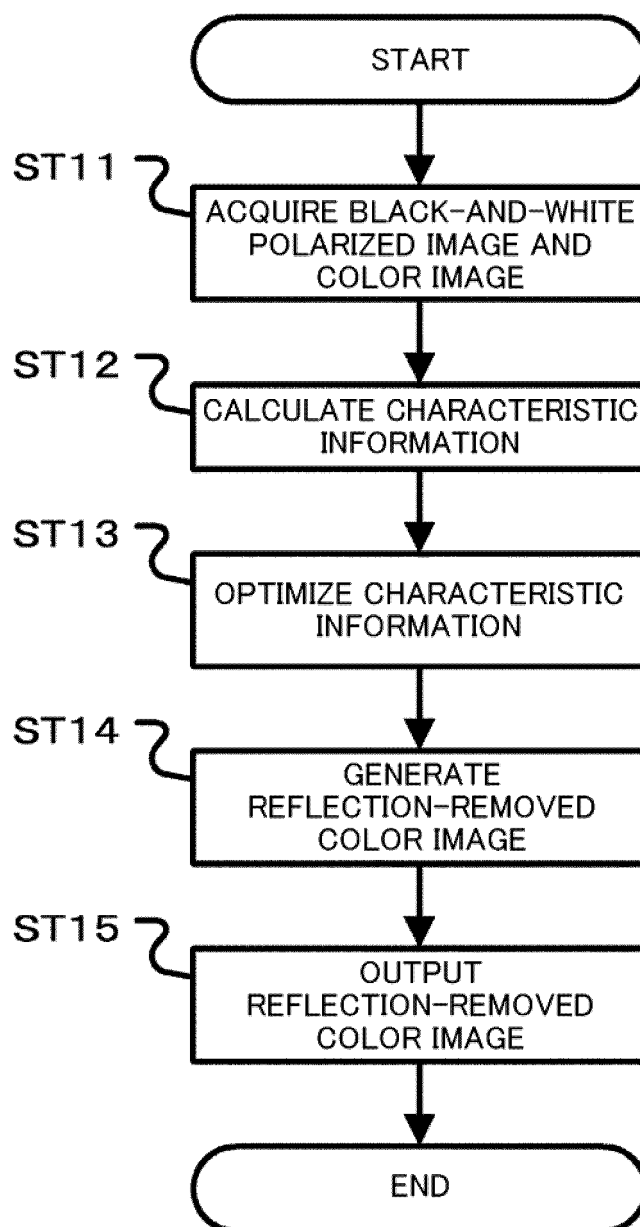 START
ST11
ACQUIRE BLACK-AND-WHITE
POLARIZED IMAGE AND
COLOR IMAGE
ST12
CALCULATE CHARACTERISTIC
INFORMATION
ST13
OPTIMIZE CHARACTERISTIC
INFORMATION
ST14
GENERATE
REFLECTION-REMOVED
COLOR IMAGE
ST15
OUTPUT
REFLECTION-REMOVED
COLOR IMAGE
END